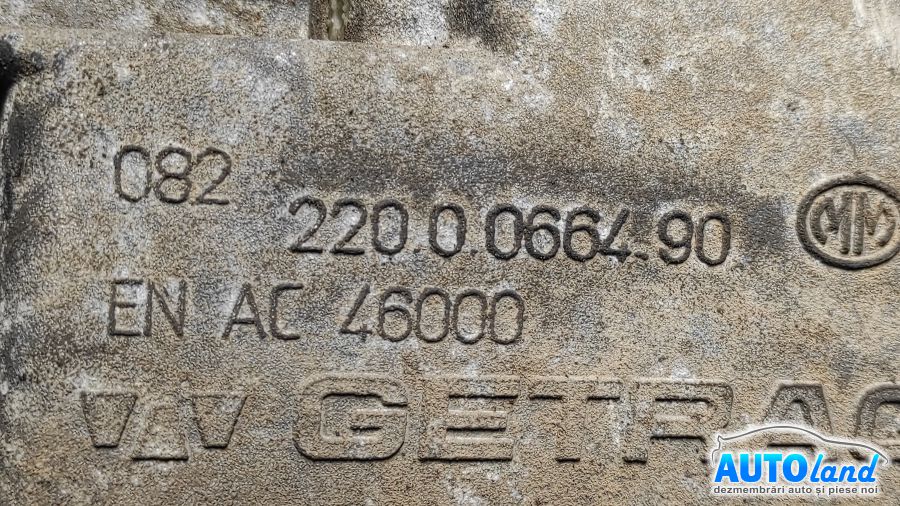 082
220.0.0664.90
EN AC 46000
GETRAG
AUTOland
dezmembrări auto și piese noi